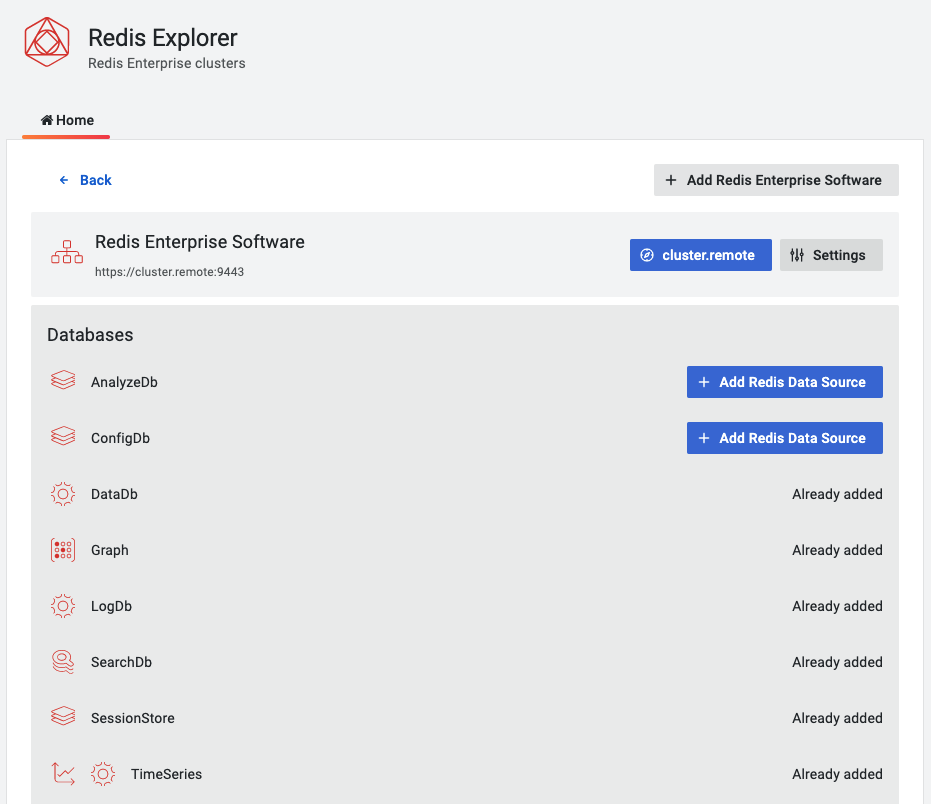 Redis Explorer
Redis Enterprise clusters
Home
Back
Add Redis Enterprise Software
Redis Enterprise Software
https://cluster.remote:9443
cluster.remote
Settings
Databases
AnalyzeDb
Add Redis Data Source
ConfigDb
Add Redis Data Source
DataDb
Already added
Graph
Already added
LogDb
Already added
SearchDb
Already added
SessionStore
Already added
TimeSeries
Already added